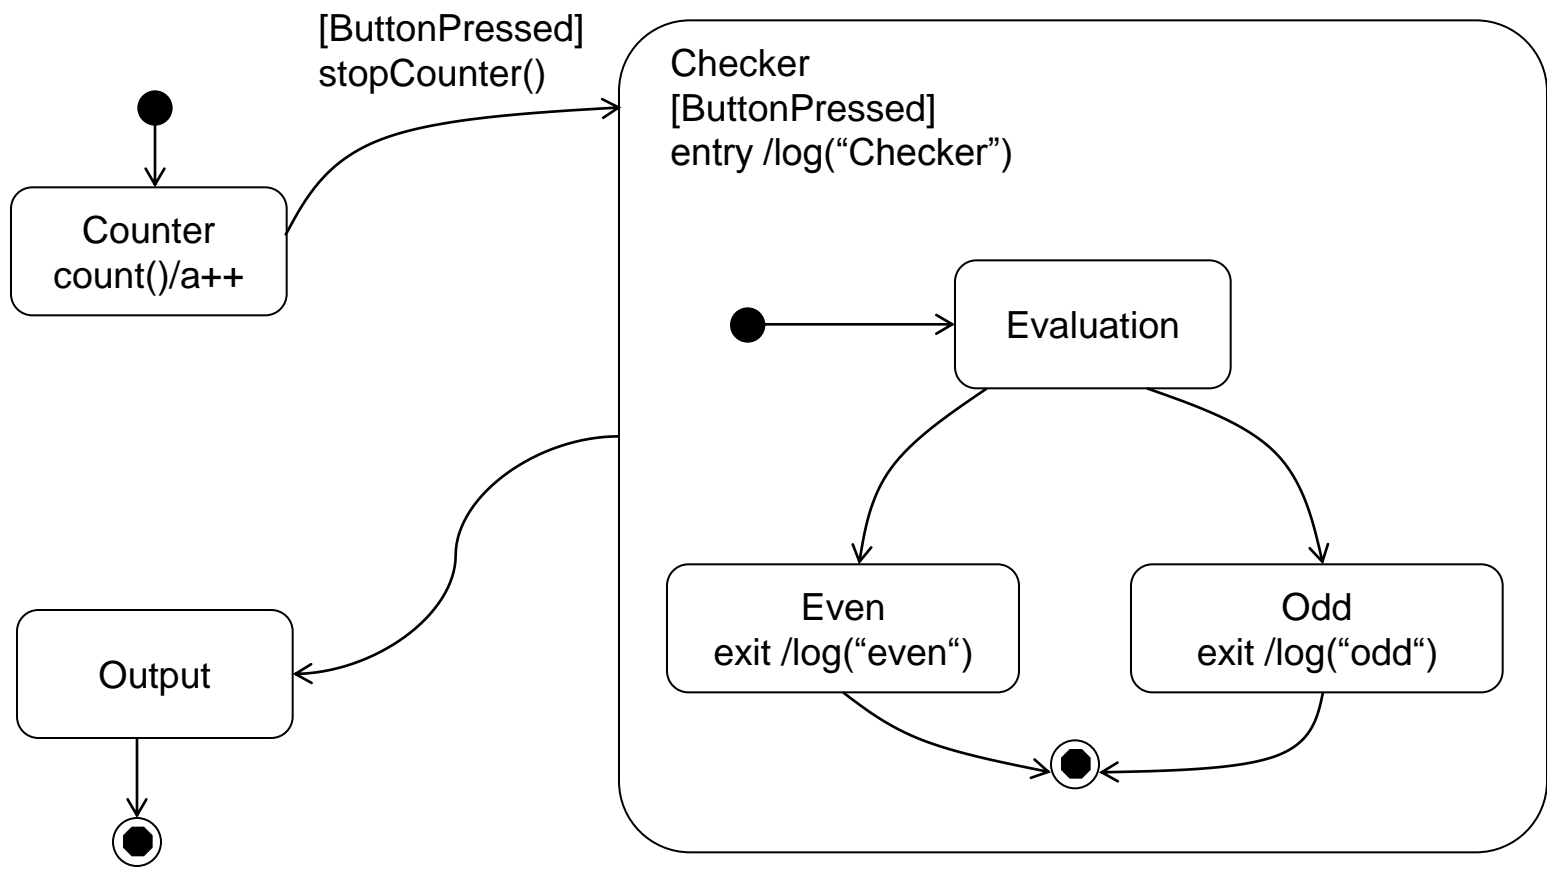 [ButtonPressed]
stopCounter()
Checker
[ButtonPressed]
entry /log(“Checker”)
Counter
count()/a++
Evaluation
Even
exit /log(“even“)
Odd
exit /log(“odd“)
Output